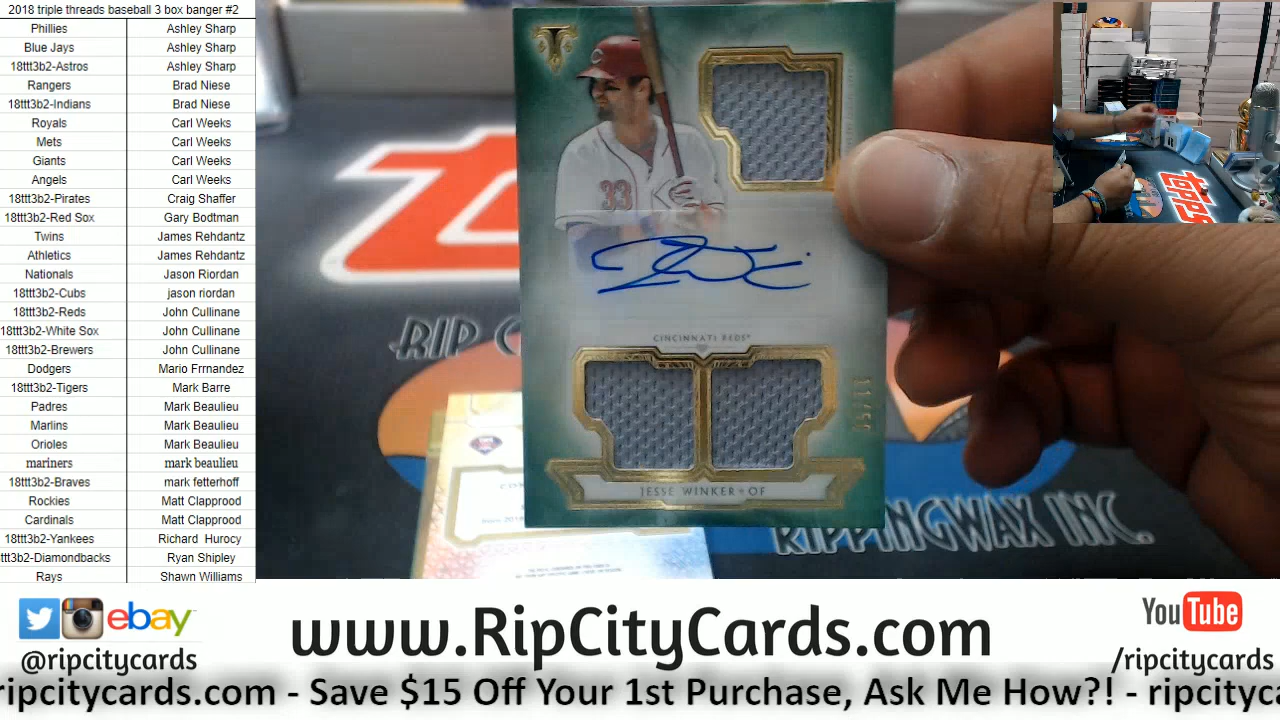 2018 triple threads baseball 3 box banger #2
Phillies Ashley Sharp
Blue Jays Ashley Sharp
18ttt3b2-Astros Ashley Sharp
Rangers Brad Niese
18ttt3b2-Indians Brad Niese
Royals Carl Weeks
Mets Carl Weeks
Giants Carl Weeks
Angels Carl Weeks
18ttt3b2-Pirates Craig Shaffer
18ttt3b2-Red Sox Gary Bodtman
Twins James Rehdantz
Athletics James Rehdantz
Nationals Jason Riordan
18ttt3b2-Cubs jason riordan
18ttt3b2-Reds John Cullinane
18ttt3b2-White Sox John Cullinane
18ttt3b2-Brewers John Cullinane
Dodgers Mario Frrnandez
18ttt3b2-Tigers Mark Barre
Padres Mark Beaulieu
Marlins Mark Beaulieu
Orioles Mark Beaulieu
mariners mark beaulieu
18ttt3b2-Braves mark fetterhoff
Rockies Matt Clapprood
Cardinals Matt Clapprood
18ttt3b2-Yankees Richard Hurocy
ttt3b2-Diamondbacks Ryan Shipley
Rays Shawn Williams
33
CINCINNATI REDS
JESSE WINKER OF
RIP C
RIPPINGWAX INC.
TOPPS
ebay
@ripcitycards
www.RipCityCards.com
YouTube
/ripcitycards
ripcitycards.com - Save $15 Off Your 1st Purchase, Ask Me How?! - ripcityca